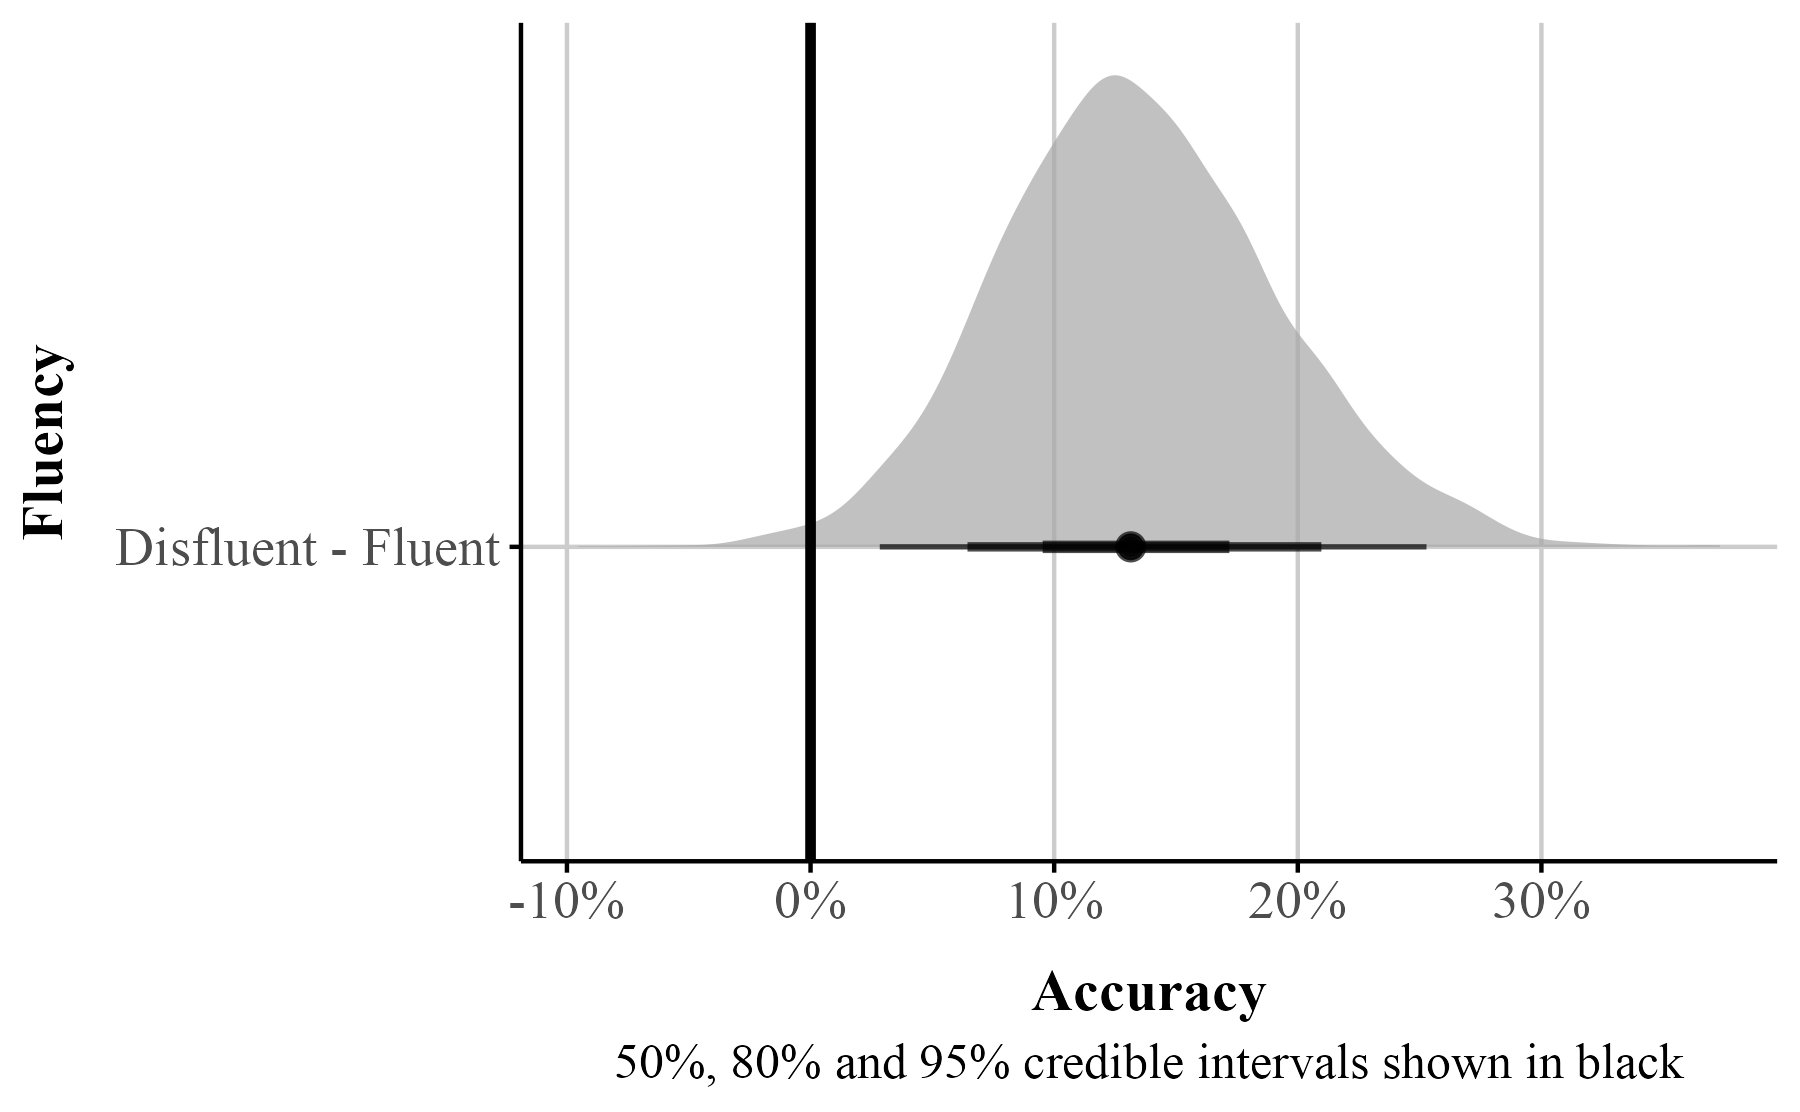 Fluency
Disfluent - Fluent
-10% 0% 10% 20% 30%
Accuracy
50%, 80% and 95% credible intervals shown in black